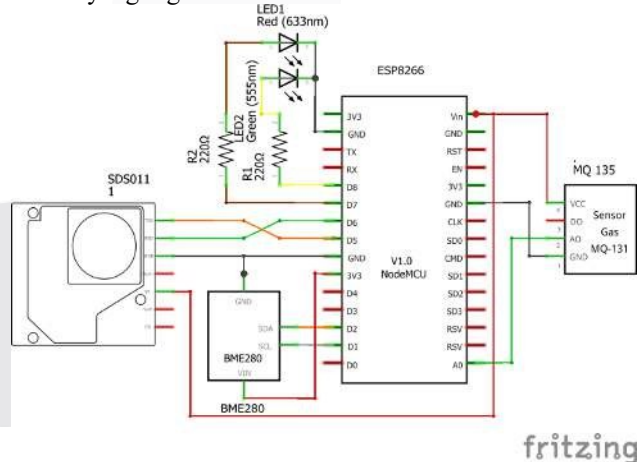 LED1
Red (633nm)
ESP8266
LED2
Green (555nm)
R2
220Ω
R1
220Ω
SDS011
1
3V3
GND
TX
RX
D8
D7
D6
D5
GND
3V3
D4
D3
D2
D1
D0
V1.0
NodeMCU
Vin
GND
RST
EN
3V3
GND
CLK
SD0
CMD
SD1
SD2
SD3
RSV
RSV
A0
MQ 135
VCC
DO
AO
GND
Sensor
Gas
MQ-131
GND
SDA
SCL
BME280
VIN
BME280
fritzing